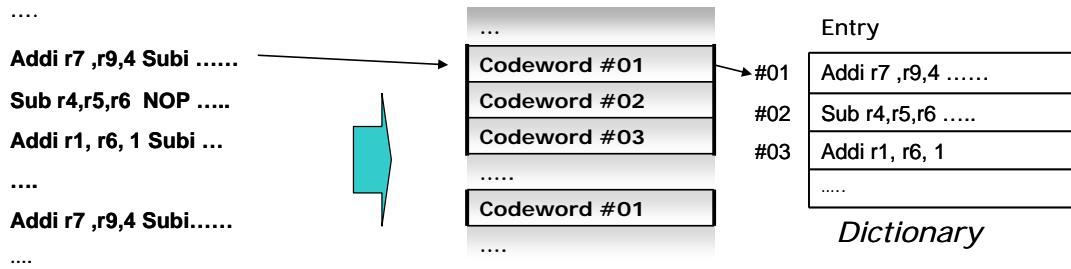 ....
Addi r7 ,r9,4 Subi ......
Sub r4,r5,r6 NOP .....
Addi r1, r6, 1 Subi ...
....
Addi r7 ,r9,4 Subi......
....
...
Codeword #01
Codeword #02
Codeword #03
.....
Codeword #01
....
Entry
#01 Addi r7 ,r9,4 ......
#02 Sub r4,r5,r6 .....
#03 Addi r1, r6, 1
.....
Dictionary